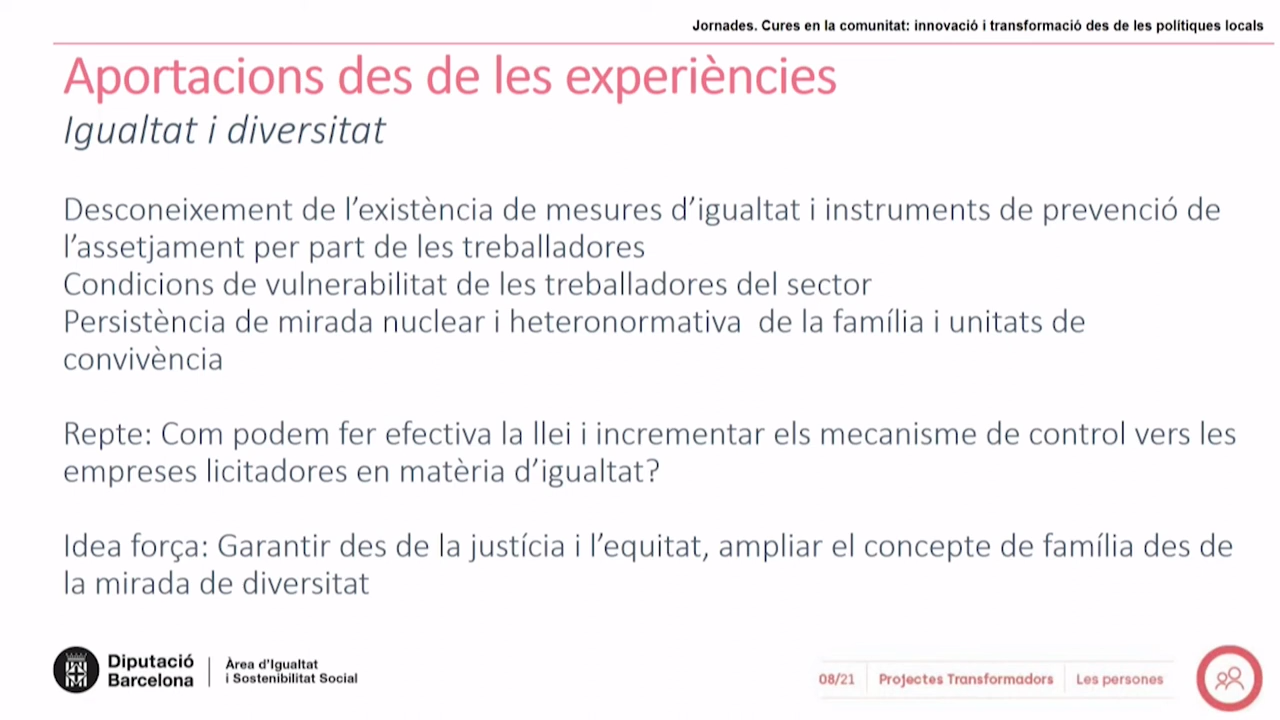 Jornades. Cures en la comunitat: innovació i transformació des de les polítiques locals
Aportacions des de les experiències
Igualtat i diversitat
Desconeixement de l’existència de mesures d’igualtat i instruments de prevenció de
l’assetjament per part de les treballadores
Condicions de vulnerabilitat de les treballadores del sector
Persistència de mirada nuclear i heteronormativa  de la família i unitats de
convivència
Repte: Com podem fer efectiva la llei i incrementar els mecanisme de control vers les
empreses licitadores en matèria d’igualtat?
Idea força: Garantir des de la justícia i l’equitat, ampliar el concepte de família des de
la mirada de diversitat
Diputació
Barcelona
Àrea d’Igualtat
i Sostenibilitat Social
08/21
Projectes Transformadors
Les persones